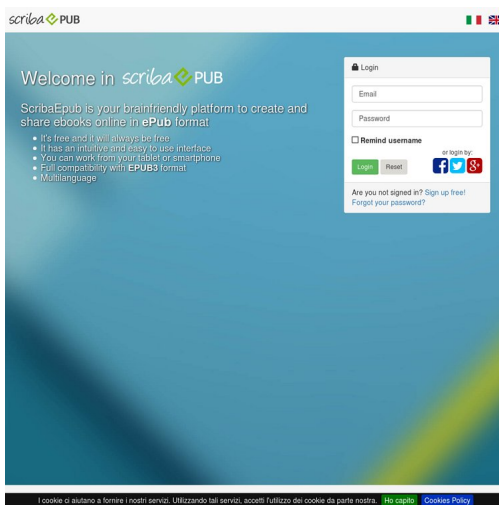 scriba ePUB
Welcome in scriba ePUB
ScribaEpub is your brainfriendly platform to create and
share ebooks online in ePub format
It's free and it will always be free
It has an intuitive and easy to use interface
You can work from your tablet or smartphone
Full compatibility with EPUB3 format
Multilanguage
Login
Email
Password
Remind username
or login by:
Login Reset
Are you not signed in? Sign up free!
Forgot your password?
I cookie ci aiutano a fornire i nostri servizi. Utilizzando tali servizi, accetti l'utilizzo dei cookie da parte nostra. Ho capito Cookies Policy